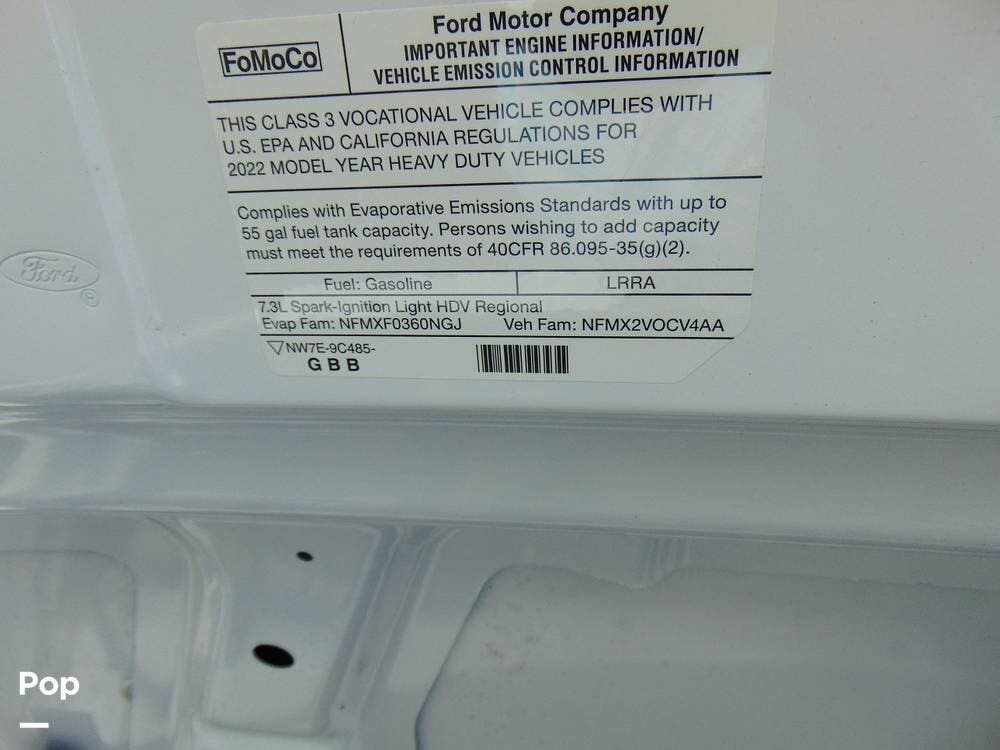 FoMoCo
Ford Motor Company
IMPORTANT ENGINE INFORMATION/
VEHICLE EMISSION CONTROL INFORMATION
THIS CLASS 3 VOCATIONAL VEHICLE COMPLIES WITH
U.S. EPA AND CALIFORNIA REGULATIONS FOR
2022 MODEL YEAR HEAVY DUTY VEHICLES
Complies with Evaporative Emissions Standards with up to
55 gal fuel tank capacity. Persons wishing to add capacity
must meet the requirements of 40CFR 86.095-35(g)(2).
Fuel: Gasoline LRRA
7.3L Spark-Ignition Light HDV Regional
Evap Fam: NFMXF0360NGJ Veh Fam: NFMX2VOCV4AA
NW7E-9C485-
G B B
Ford
®
Pop